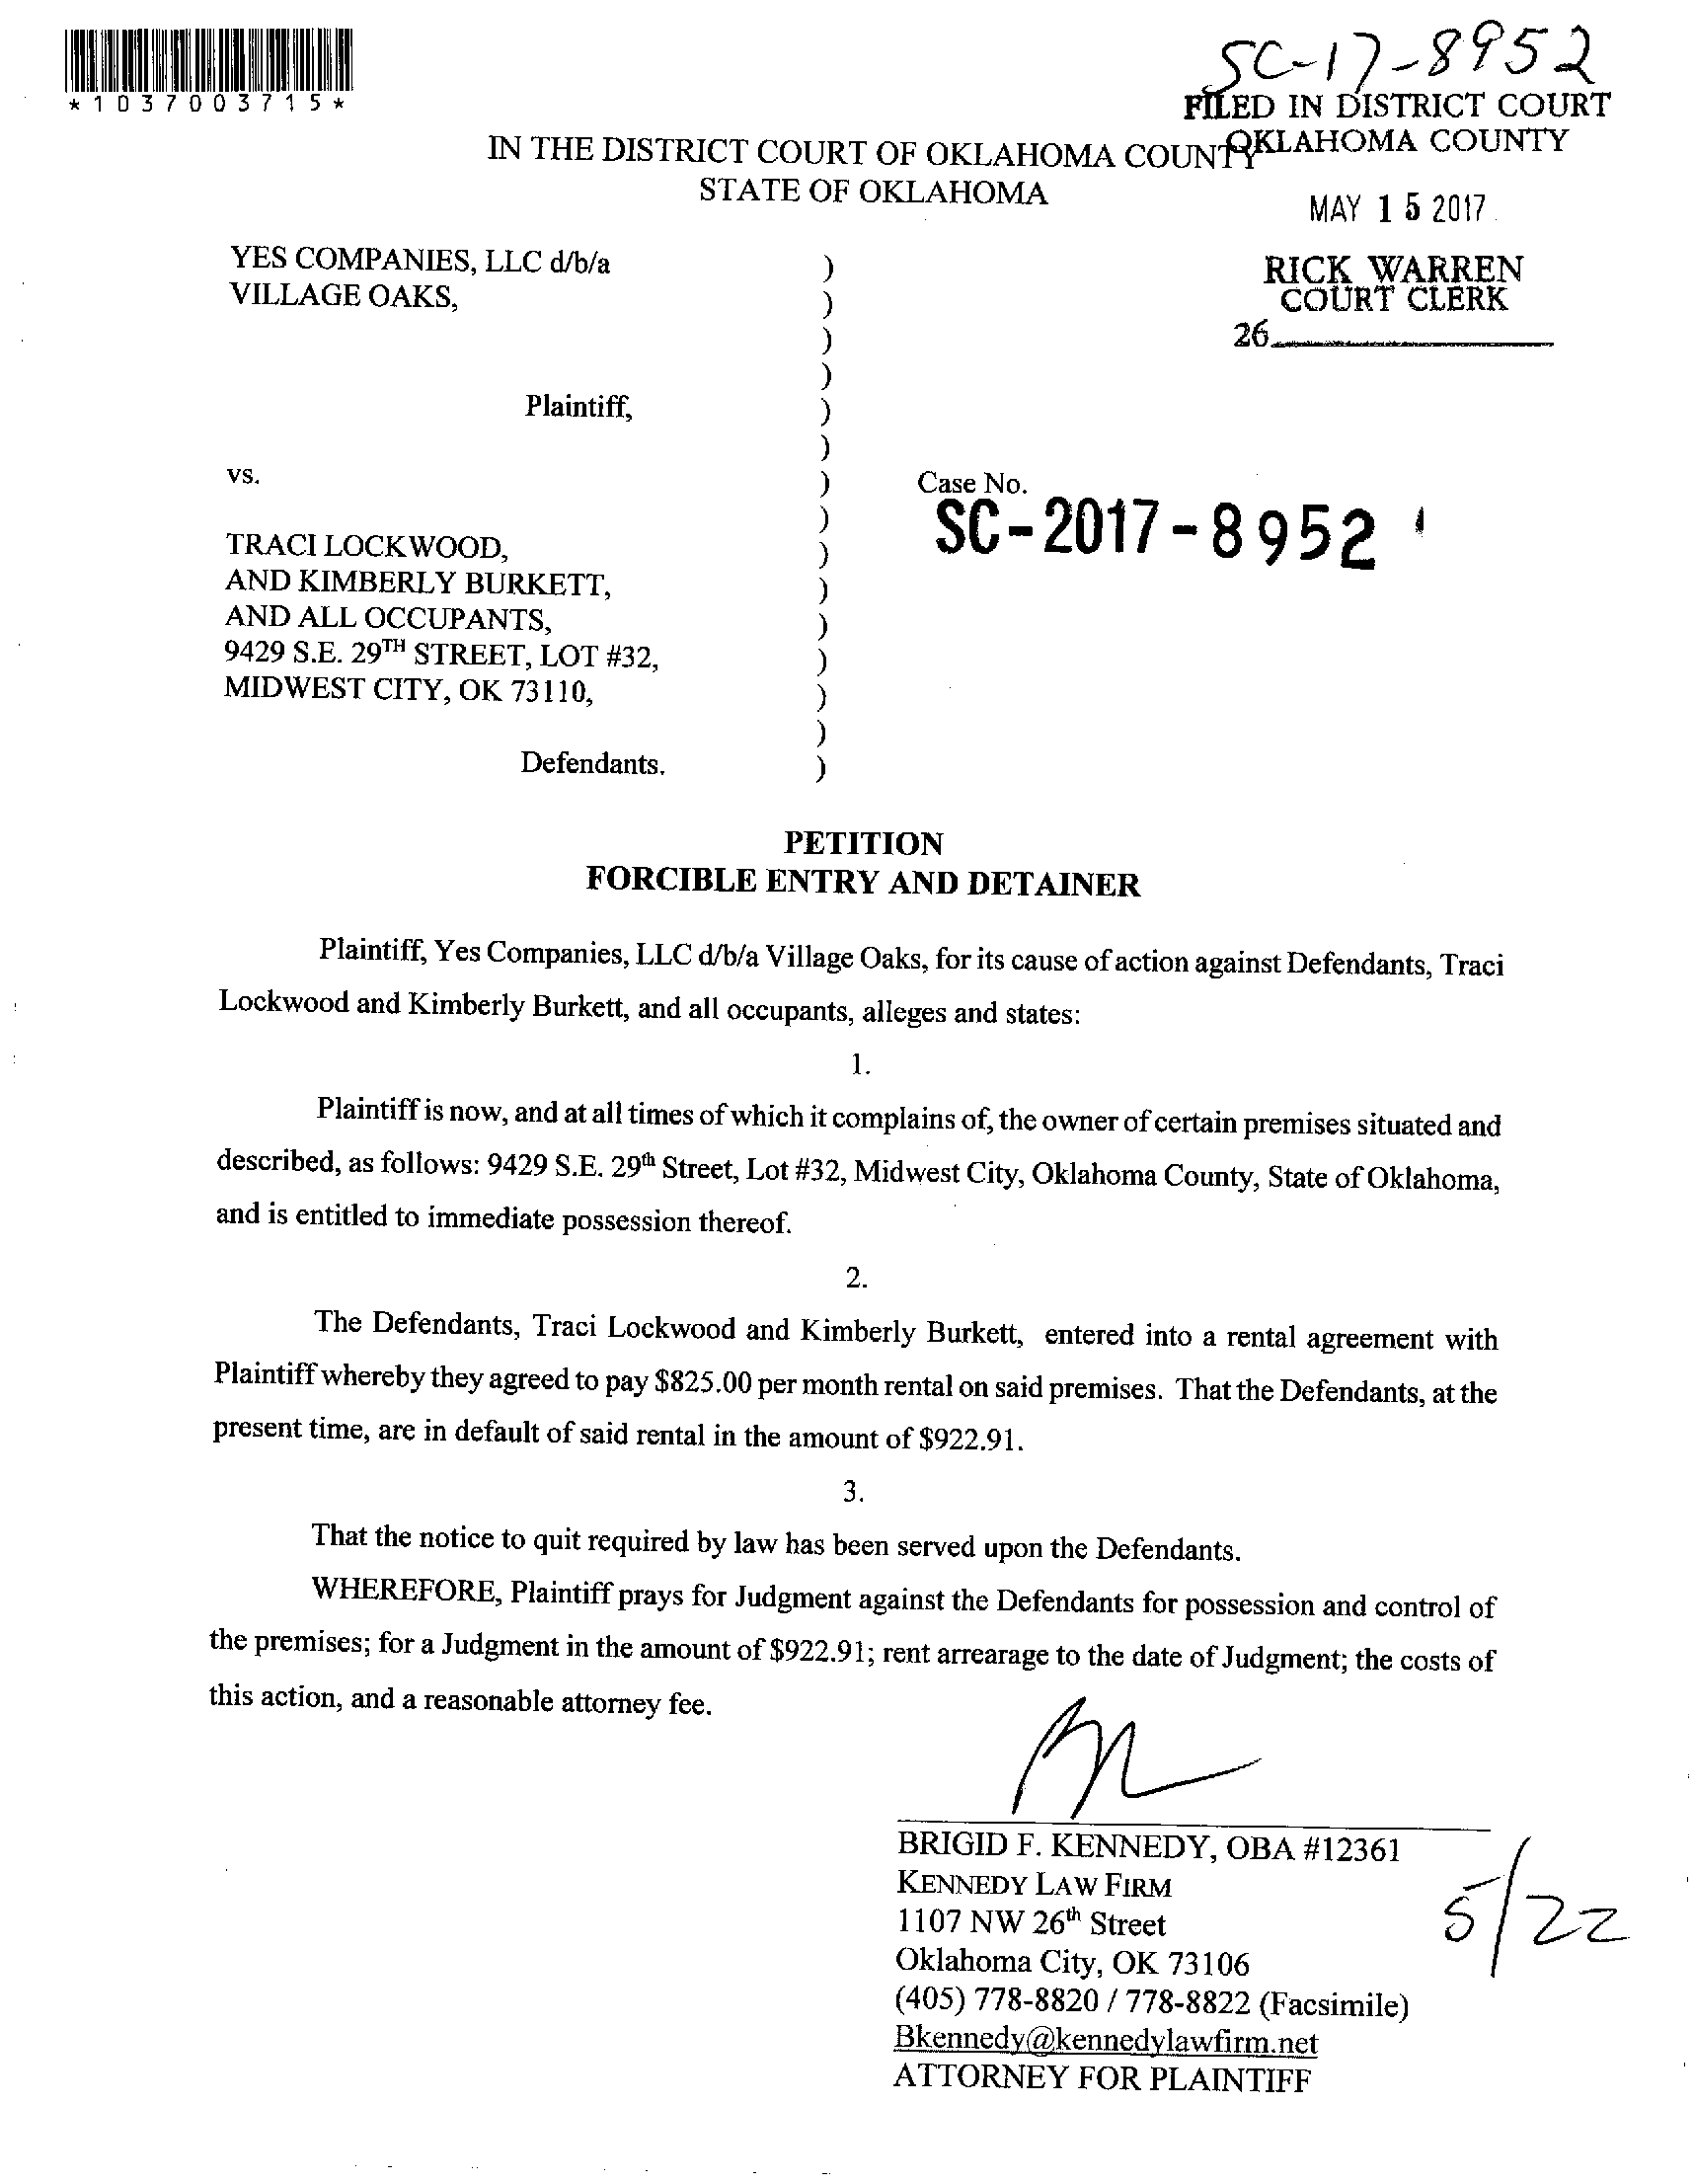 SC-17-8952
*1037003715*
FILED IN DISTRICT COURT
OKLAHOMA COUNTY
IN THE DISTRICT COURT OF OKLAHOMA COUNTY
STATE OF OKLAHOMA
MAY 15 2017
RICK WARREN
COURT CLERK
26
YES COMPANIES, LLC d/b/a )
VILLAGE OAKS, )
)
)
Plaintiff, )
)
vs. ) Case No.
) SC-2017-8952
TRACI LOCKWOOD, )
AND KIMBERLY BURKETT, )
AND ALL OCCUPANTS, )
9429 S.E. 29TH STREET, LOT #32, )
MIDWEST CITY, OK 73110, )
)
Defendants. )
PETITION
FORCIBLE ENTRY AND DETAINER
Plaintiff, Yes Companies, LLC d/b/a Village Oaks, for its cause of action against Defendants, Traci
Lockwood and Kimberly Burkett, and all occupants, alleges and states:
1.
Plaintiff is now, and at all times of which it complains of, the owner of certain premises situated and
described, as follows: 9429 S.E. 29th Street, Lot #32, Midwest City, Oklahoma County, State of Oklahoma,
and is entitled to immediate possession thereof.
2.
The Defendants, Traci Lockwood and Kimberly Burkett, entered into a rental agreement with
Plaintiff whereby they agreed to pay $825.00 per month rental on said premises. That the Defendants, at the
present time, are in default of said rental in the amount of $922.91.
3.
That the notice to quit required by law has been served upon the Defendants.
WHEREFORE, Plaintiff prays for Judgment against the Defendants for possession and control of
the premises; for a Judgment in the amount of $922.91; rent arrearage to the date of Judgment; the costs of
this action, and a reasonable attorney fee.
BRIGID F. KENNEDY, OBA #12361
KENNEDY LAW FIRM
1107 NW 26th Street
5/22
Oklahoma City, OK 73106
(405) 778-8820 / 778-8822 (Facsimile)
Bkennedy@kennedylawfirm.net
ATTORNEY FOR PLAINTIFF